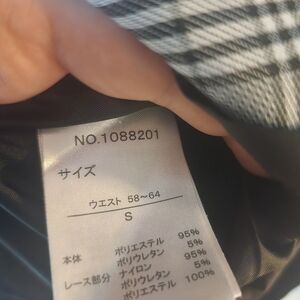 NO.1088201
サイズ
ウエスト 58~64
S
本体 ポリエステル 95%
ポリウレタン 5%
レース部分 ナイロン 95%
ポリウレタン 5%
ポリエステル 100%